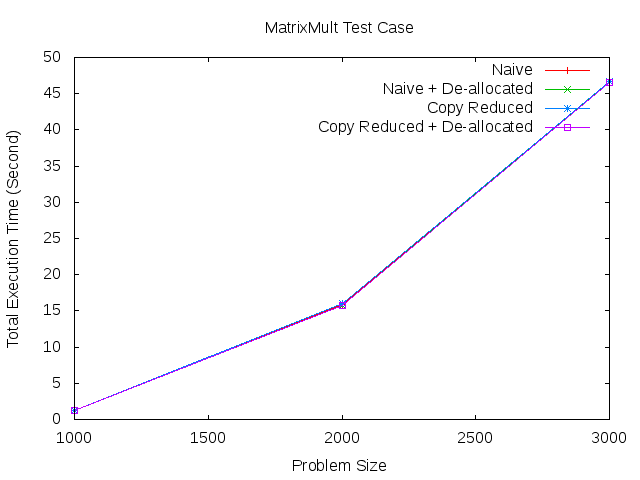 MatrixMult Test Case
50
45
40
35
30
25
20
15
10
5
0
Total Execution Time (Second)
Naive
Naive + De-allocated
Copy Reduced
Copy Reduced + De-allocated
1000 1500 2000 2500 3000
Problem Size